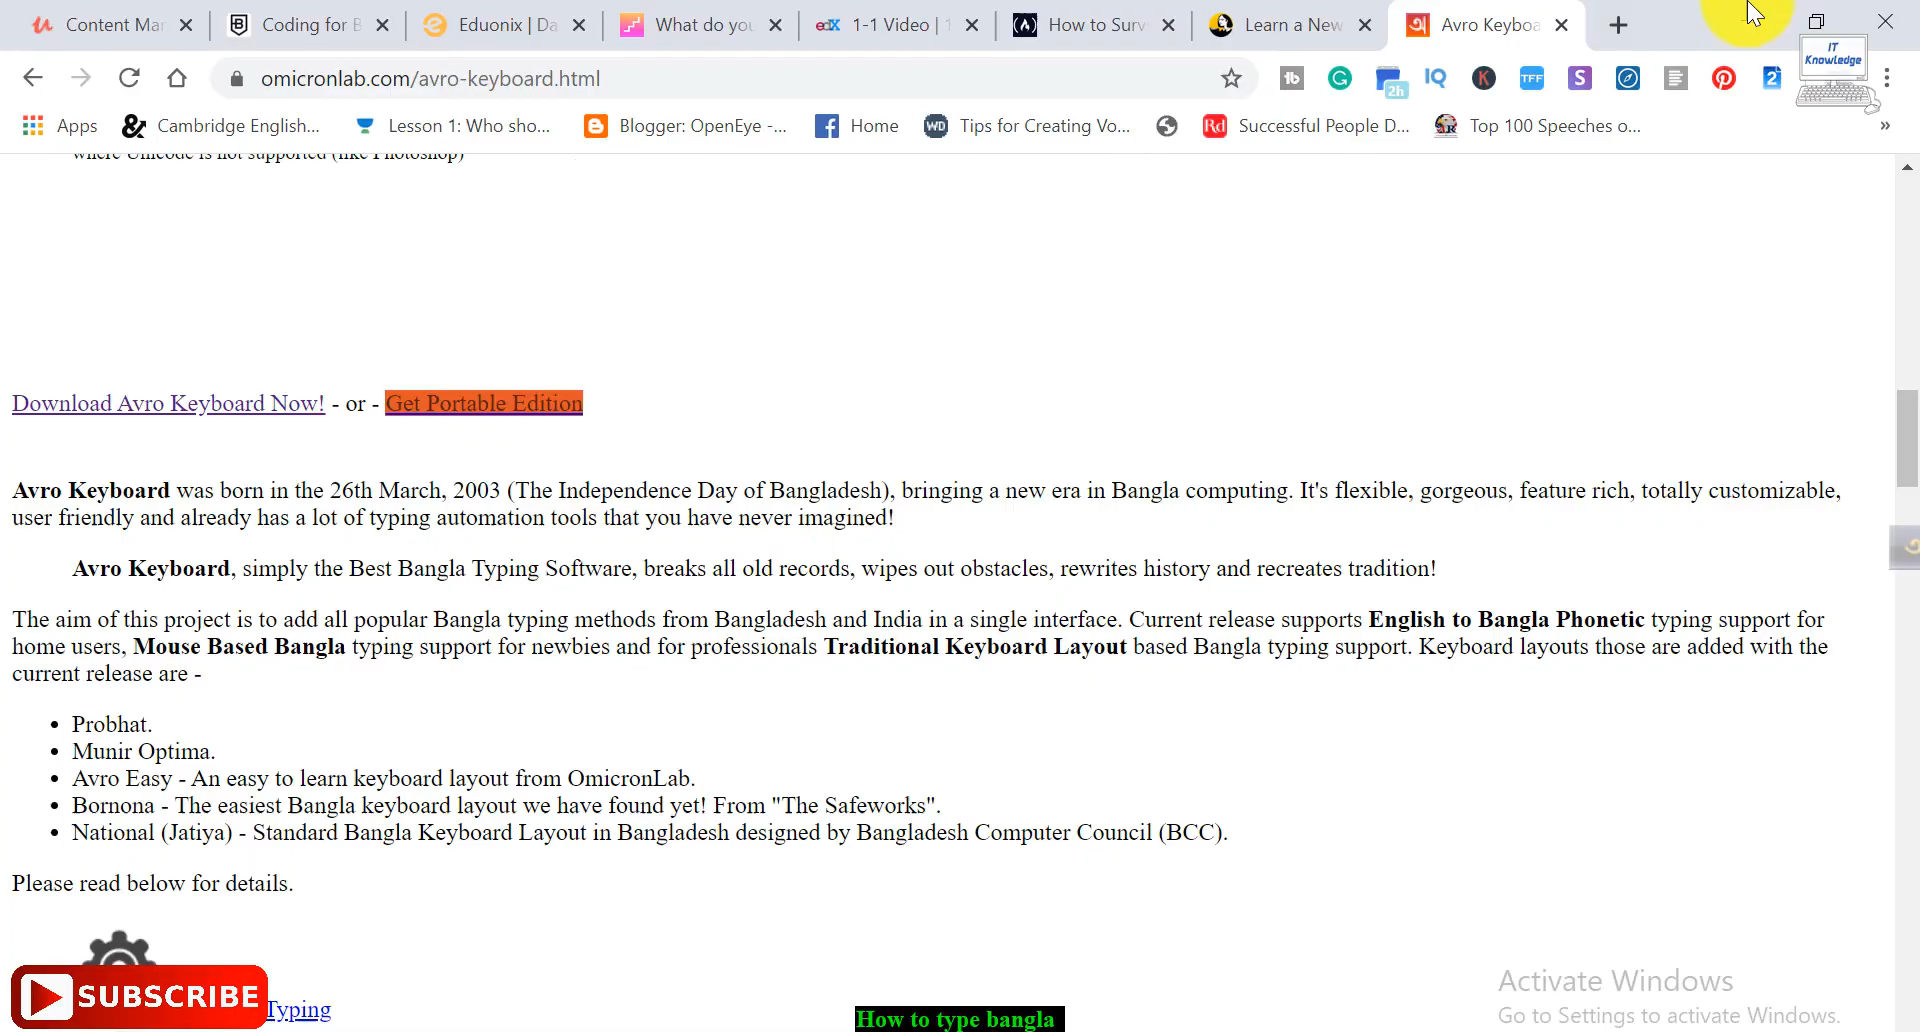 Content Mar
Coding for B
Eduonix | Da
What do you
edX 1-1 Video | 1
How to Surv
Learn a New
Avro Keyboa
omicronlab.com/avro-keyboard.html
IT
Knowledge
Apps
Cambridge English...
Lesson 1: Who sho...
Blogger: OpenEye -...
Home
WD Tips for Creating Vo...
Rd Successful People D...
Top 100 Speeches o...
where Unicode is not supported (like Photoshop)
Download Avro Keyboard Now! - or - Get Portable Edition
Avro Keyboard was born in the 26th March, 2003 (The Independence Day of Bangladesh), bringing a new era in Bangla computing. It's flexible, gorgeous, feature rich, totally customizable,
user friendly and already has a lot of typing automation tools that you have never imagined!
Avro Keyboard, simply the Best Bangla Typing Software, breaks all old records, wipes out obstacles, rewrites history and recreates tradition!
The aim of this project is to add all popular Bangla typing methods from Bangladesh and India in a single interface. Current release supports English to Bangla Phonetic typing support for
home users, Mouse Based Bangla typing support for newbies and for professionals Traditional Keyboard Layout based Bangla typing support. Keyboard layouts those are added with the
current release are -
Probhat.
Munir Optima.
Avro Easy - An easy to learn keyboard layout from OmicronLab.
Bornona - The easiest Bangla keyboard layout we have found yet! From "The Safeworks".
National (Jatiya) - Standard Bangla Keyboard Layout in Bangladesh designed by Bangladesh Computer Council (BCC).
Please read below for details.
SUBSCRIBE
Typing
How to type bangla
Activate Windows
Go to Settings to activate Windows.